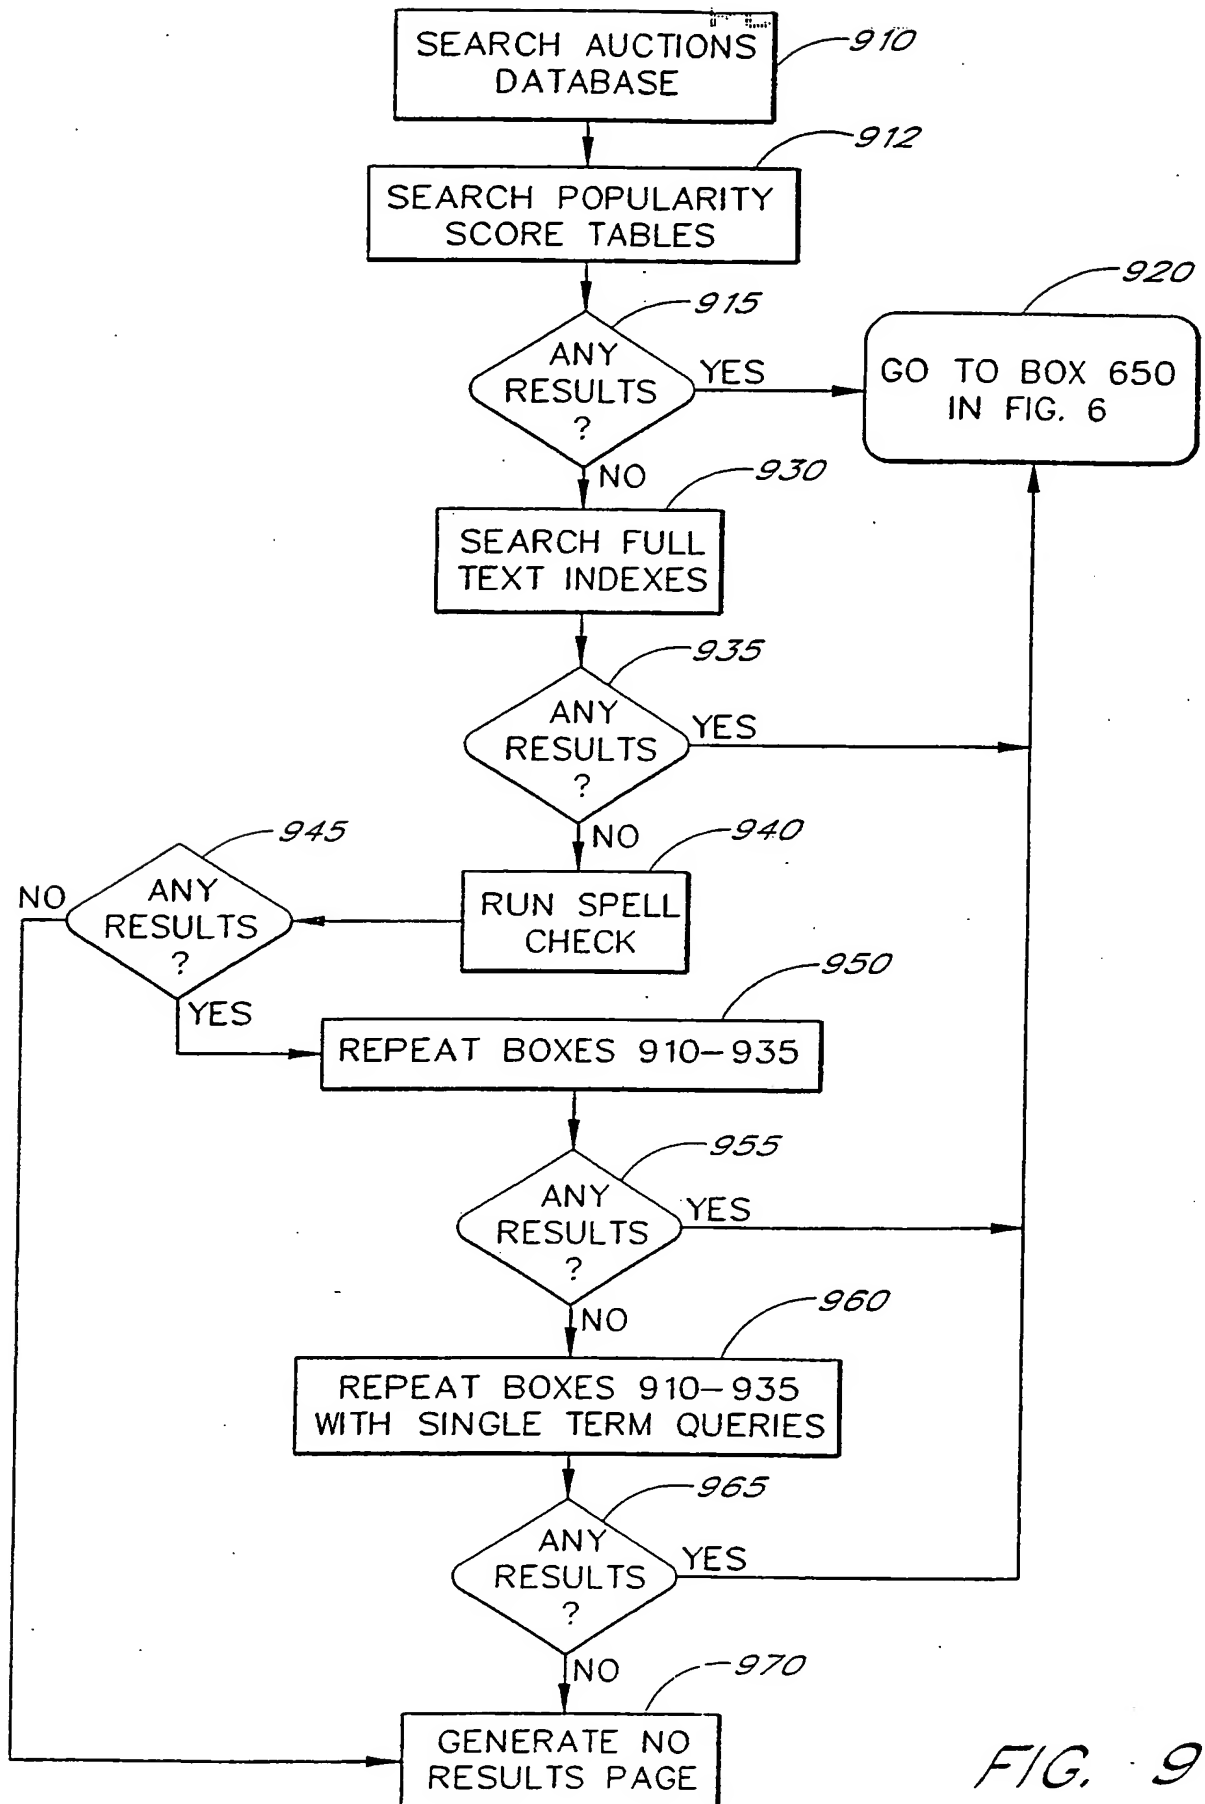 SEARCH AUCTIONS
DATABASE
910
SEARCH POPULARITY
SCORE TABLES
912
ANY
RESULTS
?
915
YES
GO TO BOX 650
IN FIG. 6
920
NO
SEARCH FULL
TEXT INDEXES
930
ANY
RESULTS
?
935
YES
NO
RUN SPELL
CHECK
940
ANY
RESULTS
?
945
NO
YES
REPEAT BOXES 910-935
950
ANY
RESULTS
?
955
YES
NO
REPEAT BOXES 910-935
WITH SINGLE TERM QUERIES
960
ANY
RESULTS
?
965
YES
NO
GENERATE NO
RESULTS PAGE
970
FIG. 9